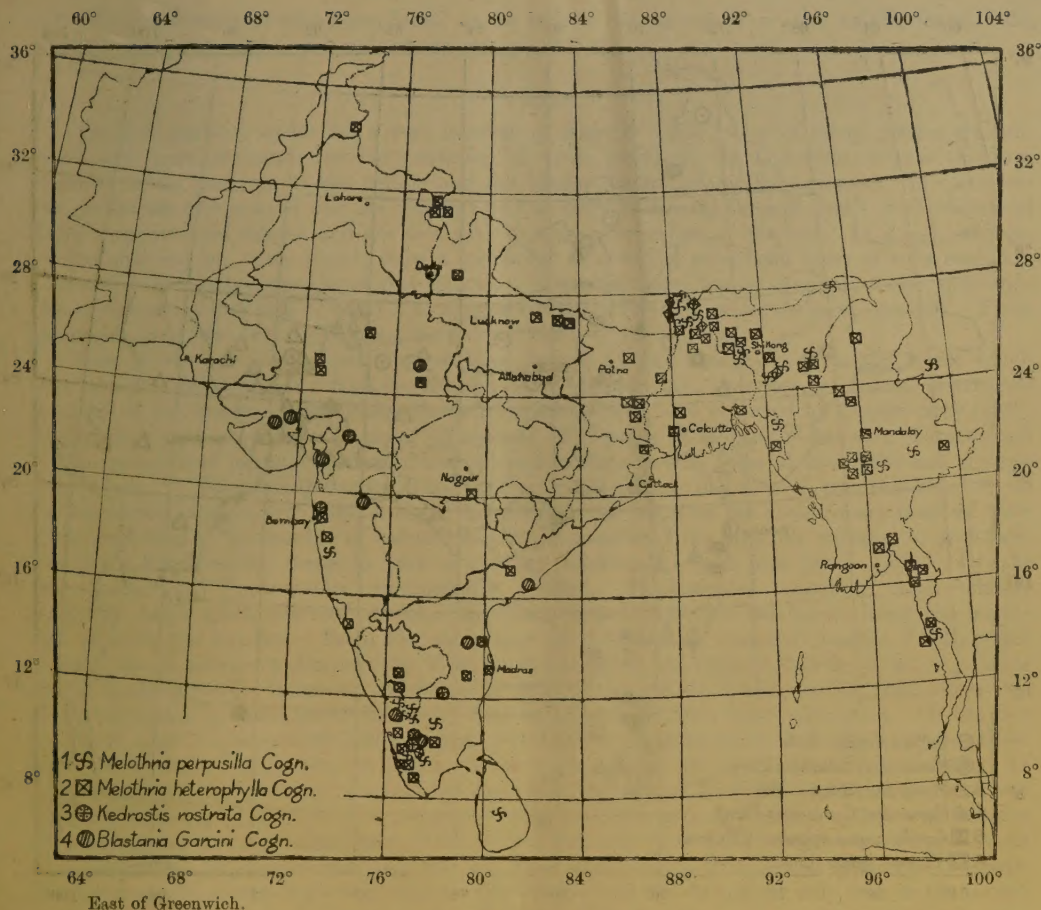 60° 64° 68° 72° 76° 80° 84° 88° 92° 96° 100° 104°
36° 36°
32° 32°
Lahore
28° Delhi 28°
Lucknow
Shillong
24° Karachi Allahabad Patna 24°
Calcutta Mandalay
20° Nagpur Cuttack 20°
Bombay
16° Rangoon 16°
12° Madras 12°
8° 8°
1 Melothria perpusilla Cogn.
2 Melothria heterophylla Cogn.
3 Kedrostis rostrata Cogn.
4 Blastania Garcini Cogn.
64° 68° 72° 76° 80° 84° 88° 92° 96° 100°
East of Greenwich.